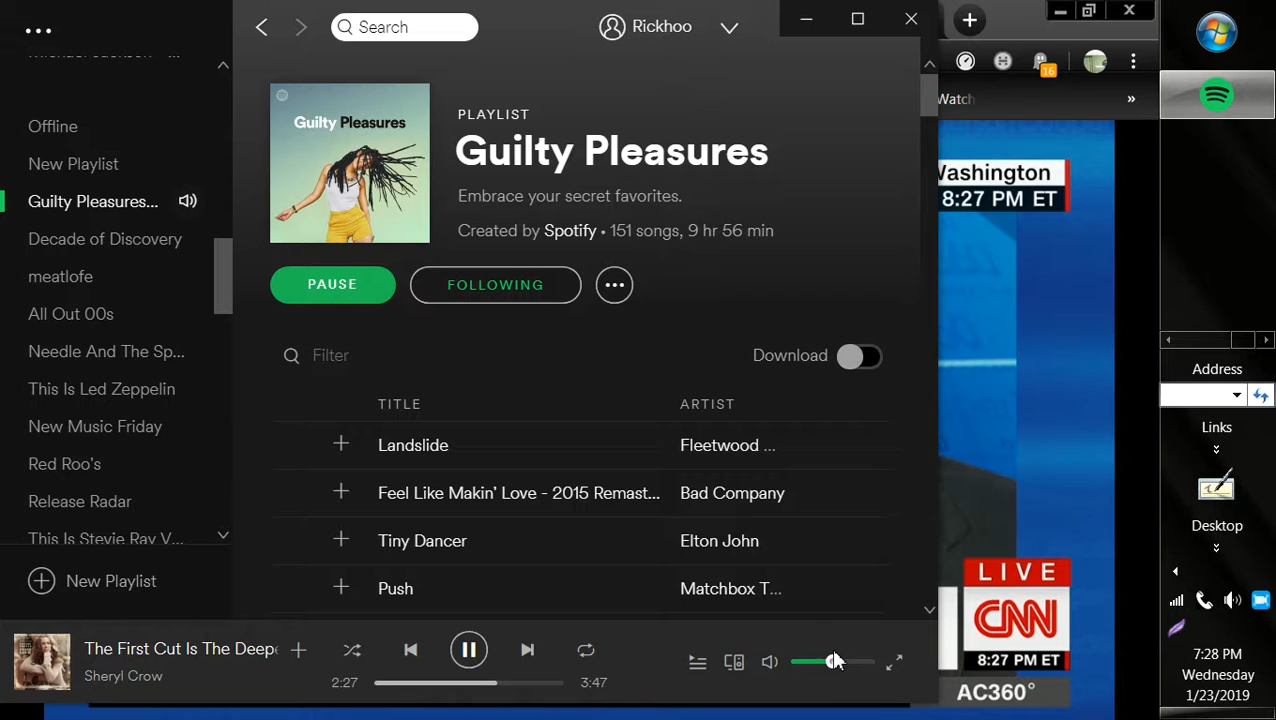 Search
Rickhoo
Offline
New Playlist
Guilty Pleasures...
Decade of Discovery
meatlofe
All Out 00s
Needle And The Sp...
This Is Led Zeppelin
New Music Friday
Red Roo's
Release Radar
This Is Stevie Ray V...
New Playlist
Guilty Pleasures
PLAYLIST
Guilty Pleasures
Embrace your secret favorites.
Created by Spotify • 151 songs, 9 hr 56 min
PAUSE
FOLLOWING
Filter
Download
TITLE ARTIST
Landslide Fleetwood ...
Feel Like Makin' Love - 2015 Remast... Bad Company
Tiny Dancer Elton John
Push Matchbox T...
The First Cut Is The Deepe
Sheryl Crow
2:27
3:47
16
Watch
Washington
8:27 PM ET
LIVE
CNN
8:27 PM ET
AC360°
Address
Links
Desktop
7:28 PM
Wednesday
1/23/2019